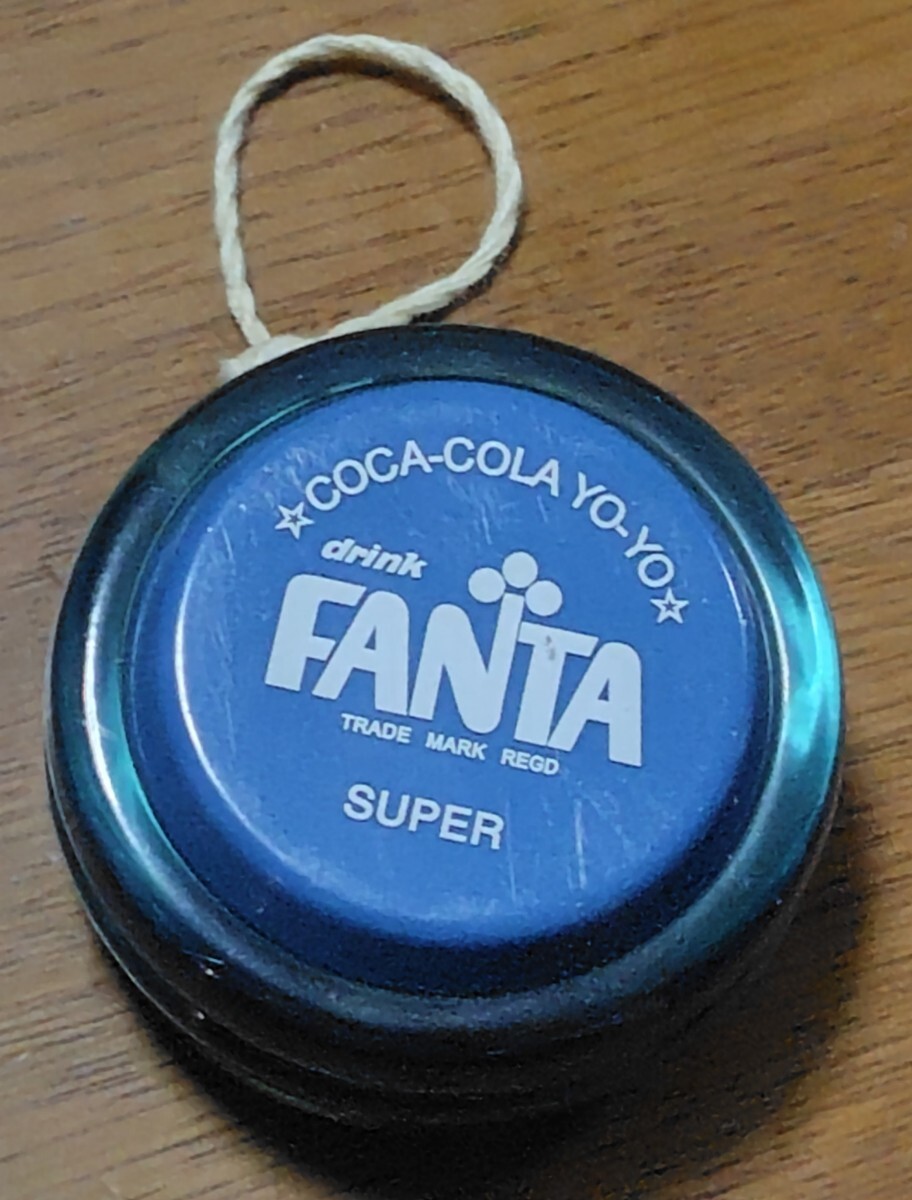 ☆COCA-COLA YO-YO☆
drink
FANTA
TRADE MARK REGD
SUPER